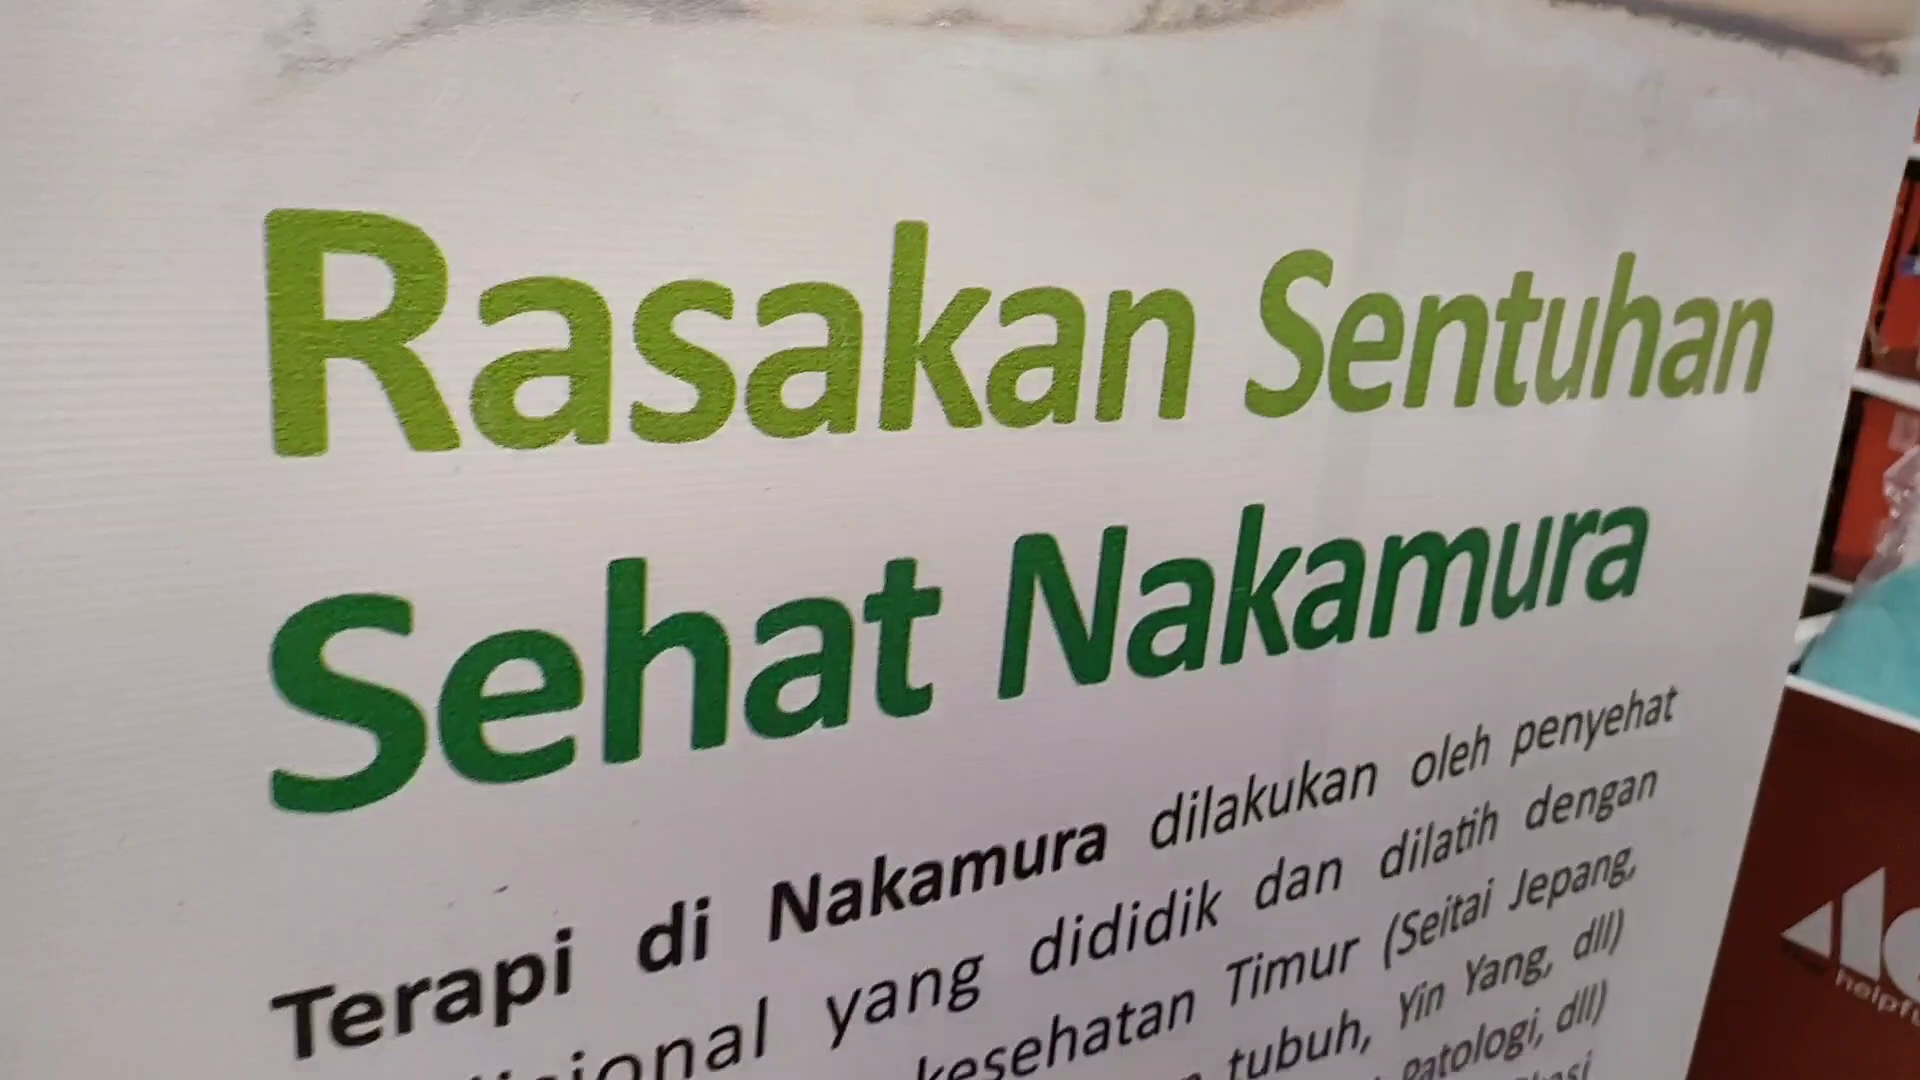 Rasakan Sentuhan
Sehat Nakamura
Terapi di Nakamura dilakukan oleh penyehat
yang dididik dan dilatih dengan
kesehatan Timur (Seitai Jepang,
tubuh, Yin Yang, dll)
Patologi, dll)